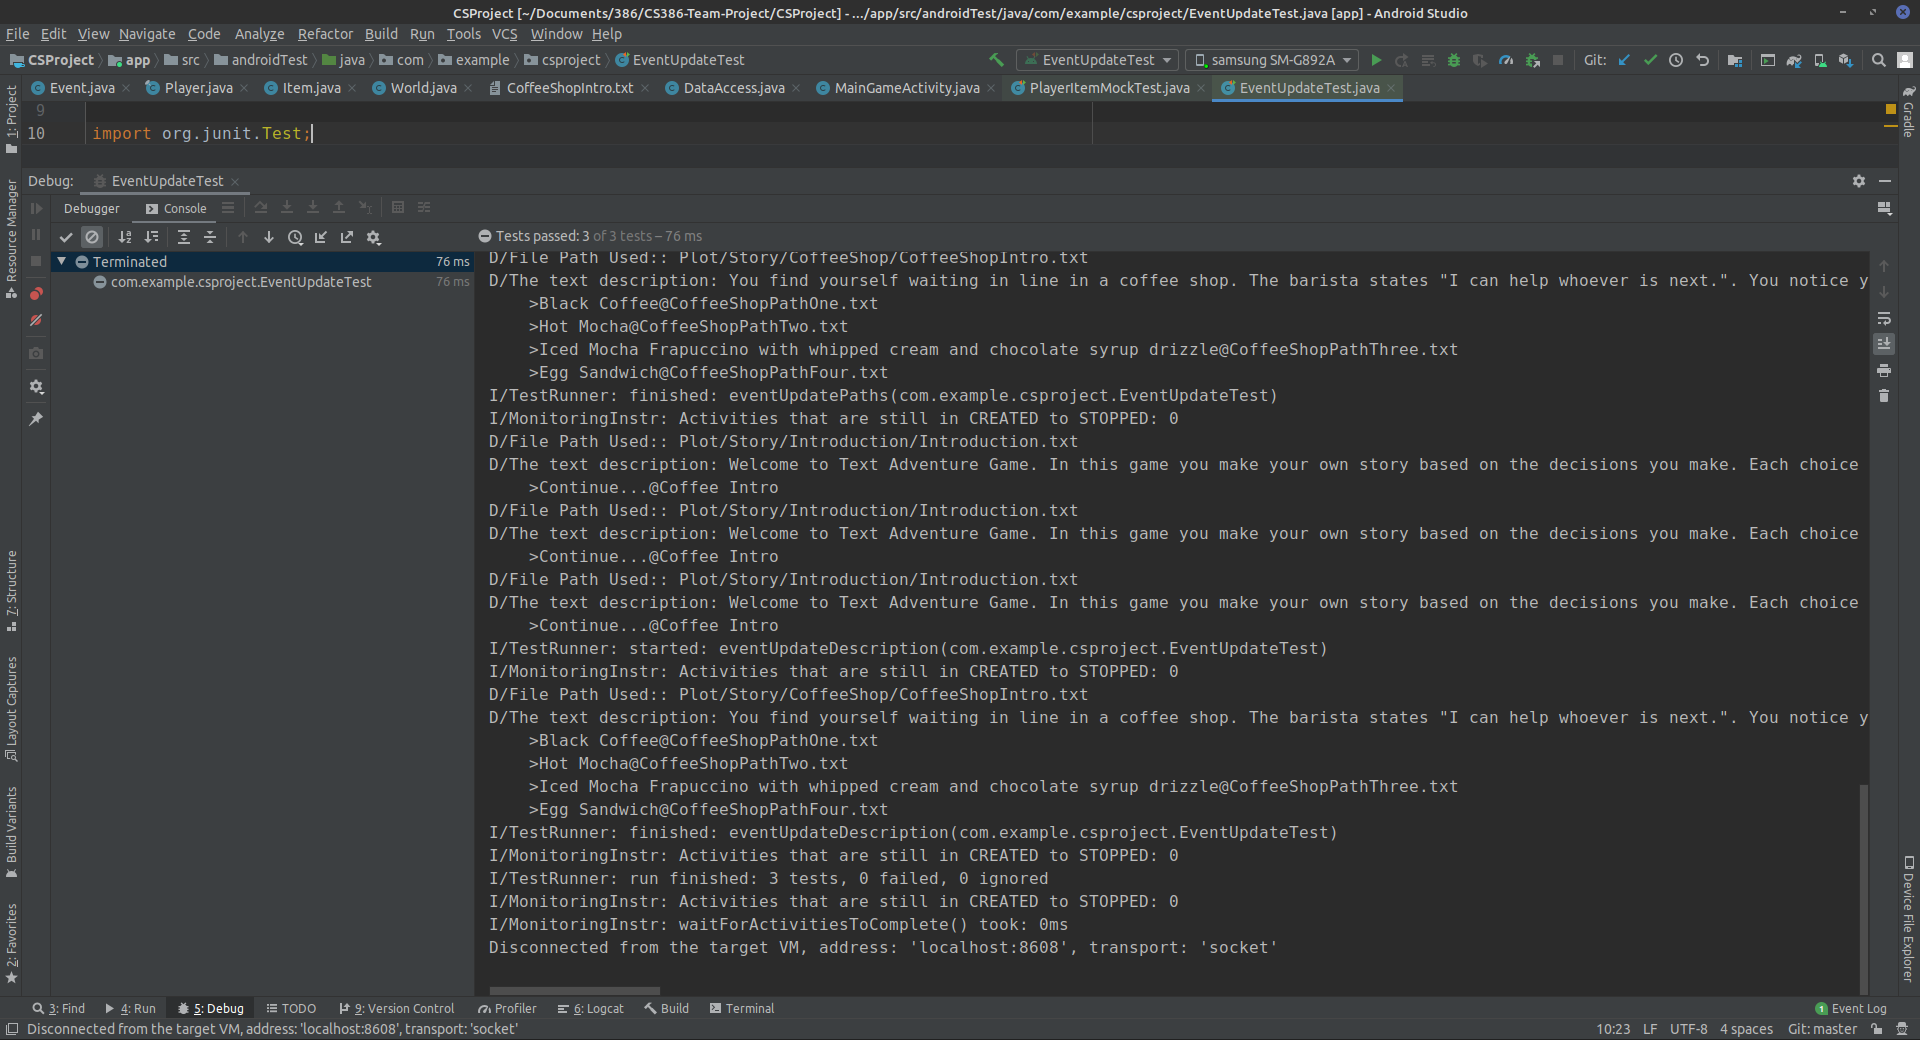 CSProject [~/Documents/386/CS386-Team-Project/CSProject] - .../app/src/androidTest/java/com/example/csproject/EventUpdateTest.java [app] - Android Studio
File Edit View Navigate Code Analyze Refactor Build Run Tools VCS Window Help
CSProject app src androidTest java com example csproject EventUpdateTest EventUpdateTest samsung SM-G892A Git:
Event.java Player.java Item.java World.java CoffeeShopIntro.txt DataAccess.java MainGameActivity.java PlayerItemMockTest.java EventUpdateTest.java
9
10 import org.junit.Test;
Debug: EventUpdateTest
Debugger Console
Tests passed: 3 of 3 tests – 76 ms
Terminated 76 ms
com.example.csproject.EventUpdateTest 76 ms
D/File Path Used:: Plot/Story/CoffeeShop/CoffeeShopIntro.txt
D/The text description: You find yourself waiting in line in a coffee shop. The barista states "I can help whoever is next.". You notice y
>Black Coffee@CoffeeShopPathOne.txt
>Hot Mocha@CoffeeShopPathTwo.txt
>Iced Mocha Frapuccino with whipped cream and chocolate syrup drizzle@CoffeeShopPathThree.txt
>Egg Sandwich@CoffeeShopPathFour.txt
I/TestRunner: finished: eventUpdatePaths(com.example.csproject.EventUpdateTest)
I/MonitoringInstr: Activities that are still in CREATED to STOPPED: 0
D/File Path Used:: Plot/Story/Introduction/Introduction.txt
D/The text description: Welcome to Text Adventure Game. In this game you make your own story based on the decisions you make. Each choice
>Continue...@Coffee Intro
D/File Path Used:: Plot/Story/Introduction/Introduction.txt
D/The text description: Welcome to Text Adventure Game. In this game you make your own story based on the decisions you make. Each choice
>Continue...@Coffee Intro
D/File Path Used:: Plot/Story/Introduction/Introduction.txt
D/The text description: Welcome to Text Adventure Game. In this game you make your own story based on the decisions you make. Each choice
>Continue...@Coffee Intro
I/TestRunner: started: eventUpdateDescription(com.example.csproject.EventUpdateTest)
I/MonitoringInstr: Activities that are still in CREATED to STOPPED: 0
D/File Path Used:: Plot/Story/CoffeeShop/CoffeeShopIntro.txt
D/The text description: You find yourself waiting in line in a coffee shop. The barista states "I can help whoever is next.". You notice y
>Black Coffee@CoffeeShopPathOne.txt
>Hot Mocha@CoffeeShopPathTwo.txt
>Iced Mocha Frapuccino with whipped cream and chocolate syrup drizzle@CoffeeShopPathThree.txt
>Egg Sandwich@CoffeeShopPathFour.txt
I/TestRunner: finished: eventUpdateDescription(com.example.csproject.EventUpdateTest)
I/MonitoringInstr: Activities that are still in CREATED to STOPPED: 0
I/TestRunner: run finished: 3 tests, 0 failed, 0 ignored
I/MonitoringInstr: Activities that are still in CREATED to STOPPED: 0
I/MonitoringInstr: waitForActivitiesToComplete() took: 0ms
Disconnected from the target VM, address: 'localhost:8608', transport: 'socket'
1: Project
Resource Manager
7: Structure
Layout Captures
Build Variants
2: Favorites
Gradle
Device File Explorer
3: Find 4: Run 5: Debug TODO 9: Version Control Profiler 6: Logcat Build Terminal 1 Event Log
Disconnected from the target VM, address: 'localhost:8608', transport: 'socket' 10:23 LF UTF-8 4 spaces Git: master